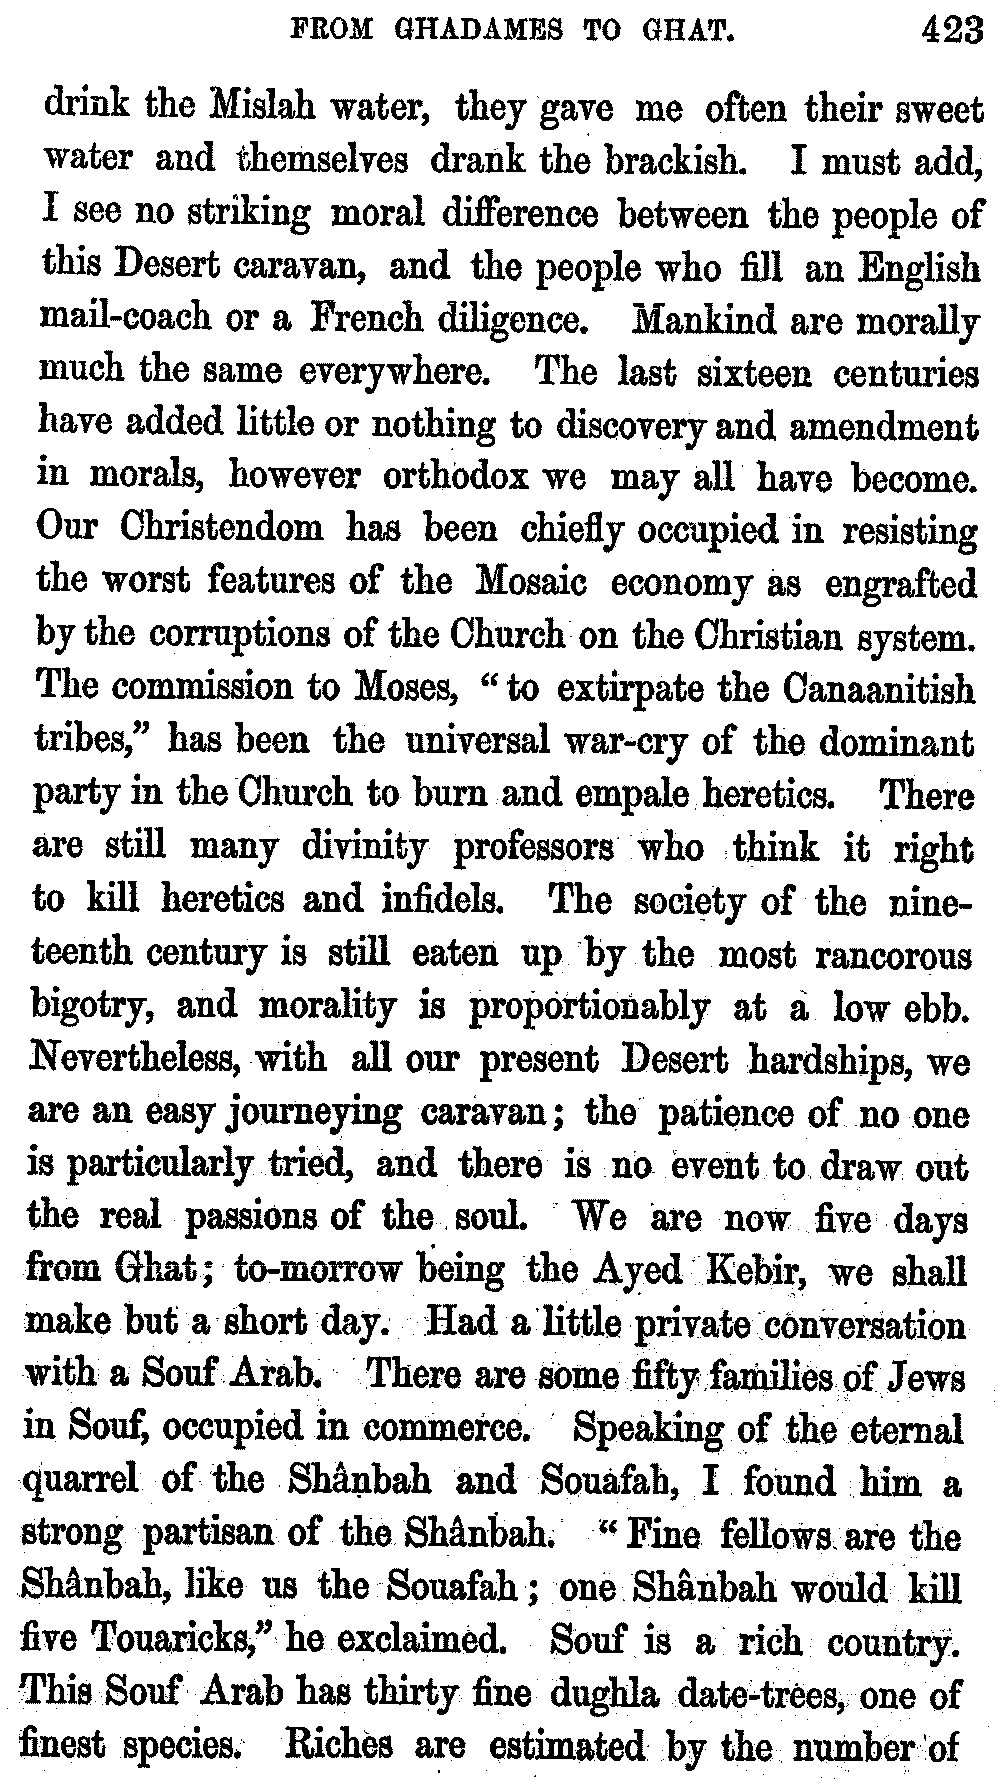 FROM GHADAMES TO GHAT. 423
drink the Mislah water, they gave me often their sweet
water and themselves drank the brackish. I must add,
I see no striking moral difference between the people of
this Desert caravan, and the people who fill an English
mail-coach or a French diligence. Mankind are morally
much the same everywhere. The last sixteen centuries
have added little or nothing to discovery and amendment
in morals, however orthodox we may all have become.
Our Christendom has been chiefly occupied in resisting
the worst features of the Mosaic economy as engrafted
by the corruptions of the Church on the Christian system.
The commission to Moses, "to extirpate the Canaanitish
tribes," has been the universal war-cry of the dominant
party in the Church to burn and empale heretics. There
are still many divinity professors who think it right
to kill heretics and infidels. The society of the nine-
teenth century is still eaten up by the most rancorous
bigotry, and morality is proportionably at a low ebb.
Nevertheless, with all our present Desert hardships, we
are an easy journeying caravan; the patience of no one
is particularly tried, and there is no event to draw out
the real passions of the soul. We are now five days
from Ghat; to-morrow being the Ayed Kebir, we shall
make but a short day. Had a little private conversation
with a Souf Arab. There are some fifty families of Jews
in Souf, occupied in commerce. Speaking of the eternal
quarrel of the Shânbah and Souafah, I found him a
strong partisan of the Shânbah. "Fine fellows are the
Shânbah, like us the Souafah; one Shânbah would kill
five Touaricks," he exclaimed. Souf is a rich country.
This Souf Arab has thirty fine dughla date-trees, one of
finest species. Riches are estimated by the number of